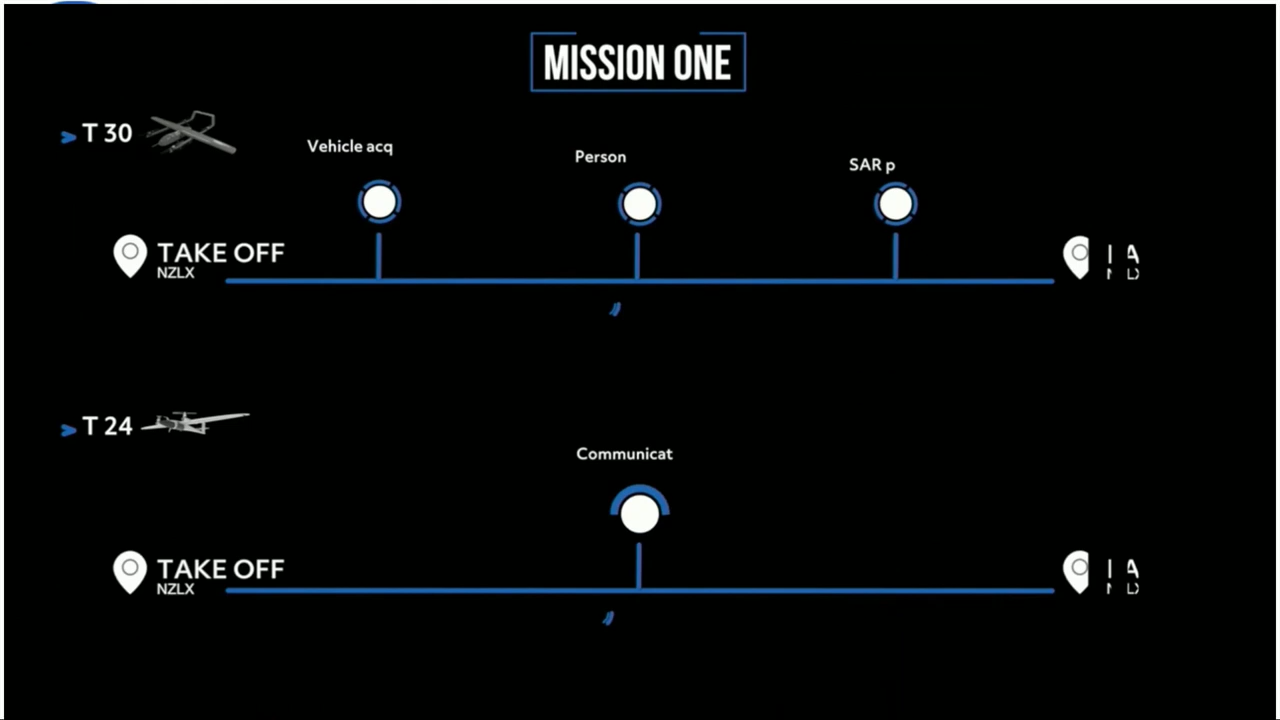 MISSION ONE
T 30
Vehicle acq
Person
SAR p
TAKE OFF
NZLX
T 24
Communicat
TAKE OFF
NZLX